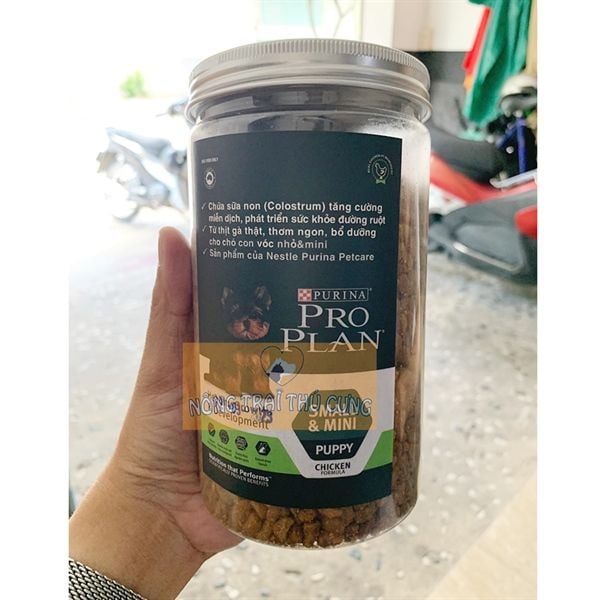 ✓ Chứa sữa non (Colostrum) tăng cường
miễn dịch, phát triển sức khỏe đường ruột
✓ Từ thịt gà thật, thơm ngon, bổ dưỡng
cho chó con vóc nhỏ&mini
✓ Sản phẩm của Nestle Purina Petcare
PURINA
PRO
PLAN
NÔNG TRẠI THÚ CƯNG
SMALL
& MINI
Development
PUPPY
CHICKEN
FORMULA
Nutrition that Performs™